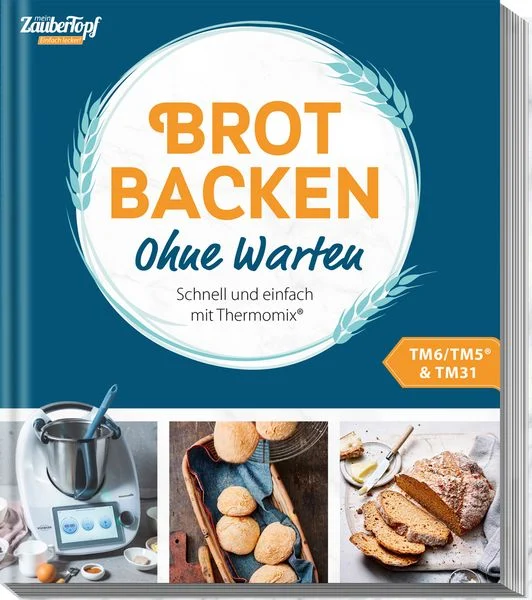 mein
ZauberTopf
Einfach lecker!
BROT
BACKEN
Ohne Warten
Schnell und einfach
mit Thermomix®
TM6/TM5®
& TM31